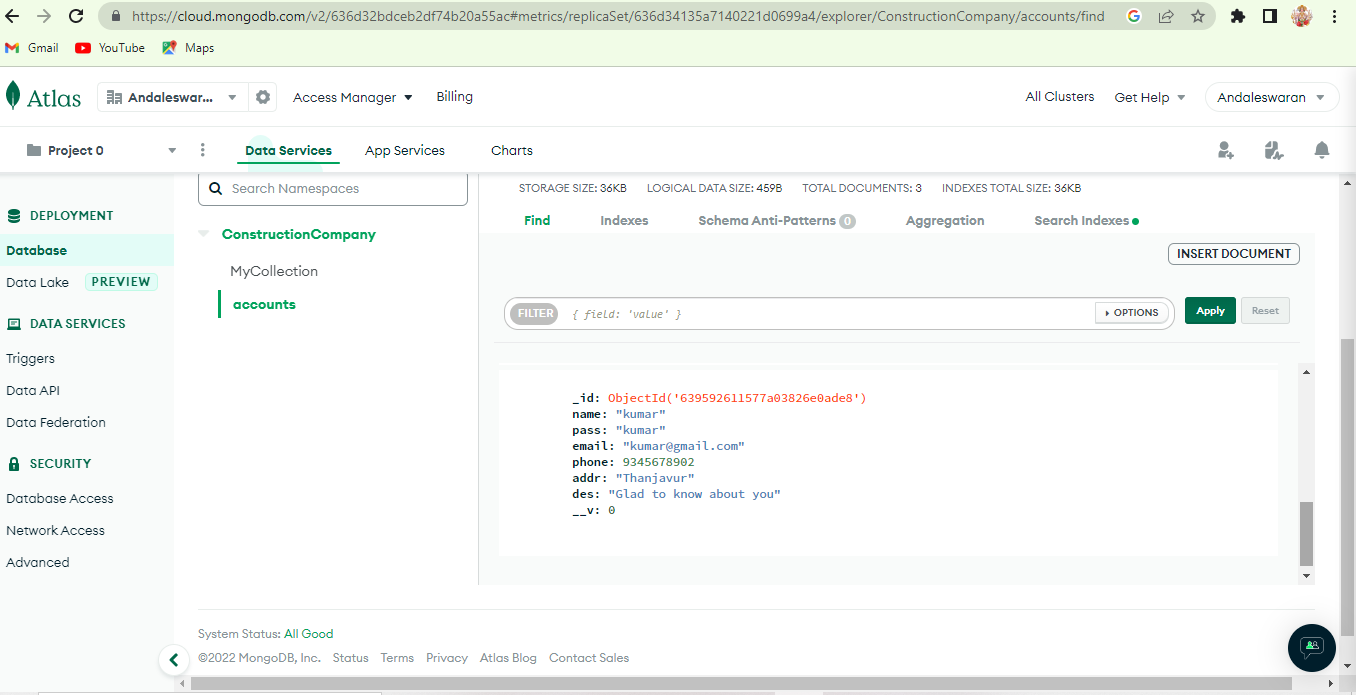 https://cloud.mongodb.com/v2/636d32bdceb2df74b20a55ac#metrics/replicaSet/636d34135a7140221d0699a4/explorer/ConstructionCompany/accounts/find
Gmail YouTube Maps
Atlas Andaleswar... Access Manager Billing All Clusters Get Help Andaleswaran
Project 0 Data Services App Services Charts
DEPLOYMENT
Database
Data Lake PREVIEW
DATA SERVICES
Triggers
Data API
Data Federation
SECURITY
Database Access
Network Access
Advanced
Search Namespaces
ConstructionCompany
MyCollection
accounts
STORAGE SIZE: 36KB LOGICAL DATA SIZE: 459B TOTAL DOCUMENTS: 3 INDEXES TOTAL SIZE: 36KB
Find Indexes Schema Anti-Patterns 0 Aggregation Search Indexes
INSERT DOCUMENT
FILTER { field: 'value' } OPTIONS Apply Reset
_id: ObjectId('639592611577a03826e0ade8')
name: "kumar"
pass: "kumar"
email: "kumar@gmail.com"
phone: 9345678902
addr: "Thanjavur"
des: "Glad to know about you"
__v: 0
System Status: All Good
©2022 MongoDB, Inc. Status Terms Privacy Atlas Blog Contact Sales